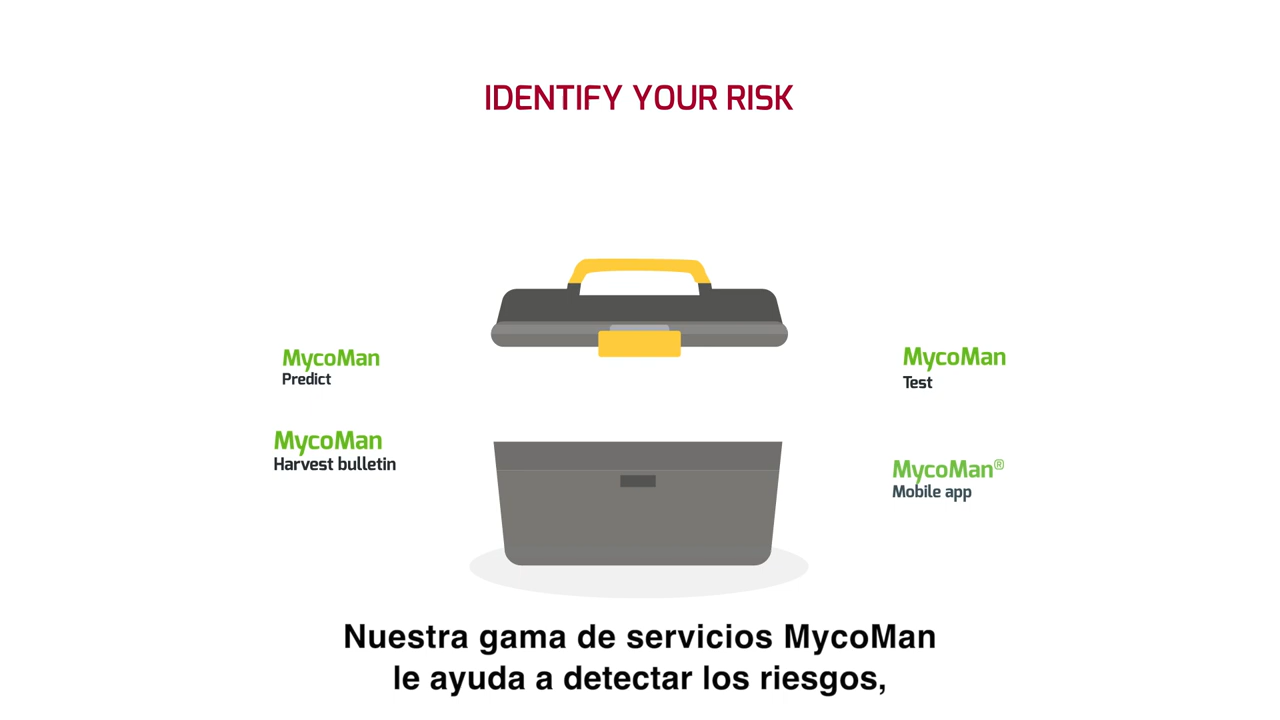 IDENTIFY YOUR RISK
MycoMan
Predict
MycoMan
Harvest bulletin
MycoMan
Test
MycoMan®
Mobile app
Nuestra gama de servicios MycoMan
le ayuda a detectar los riesgos,